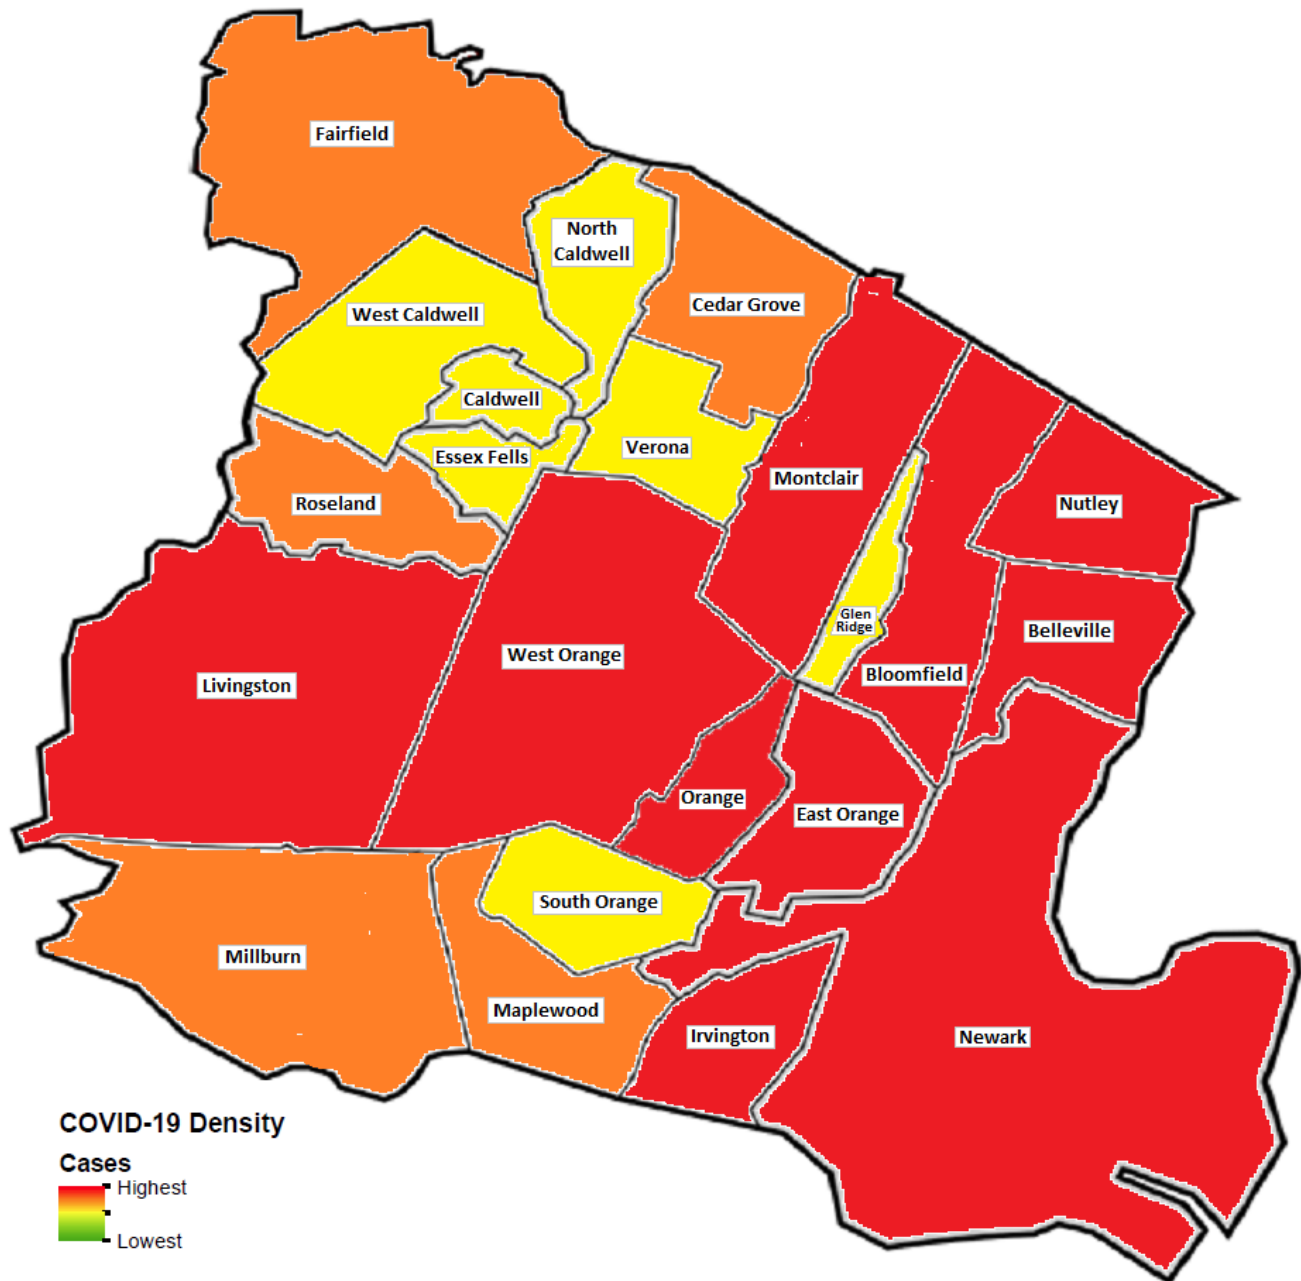 Fairfield
North
Caldwell
Cedar Grove
West Caldwell
Caldwell
Essex Fells
Verona
Montclair
Roseland
Nutley
Glen
Ridge
Belleville
West Orange
Bloomfield
Livingston
Orange
East Orange
South Orange
Millburn
Maplewood
Irvington
Newark
COVID-19 Density
Cases
Highest
Lowest